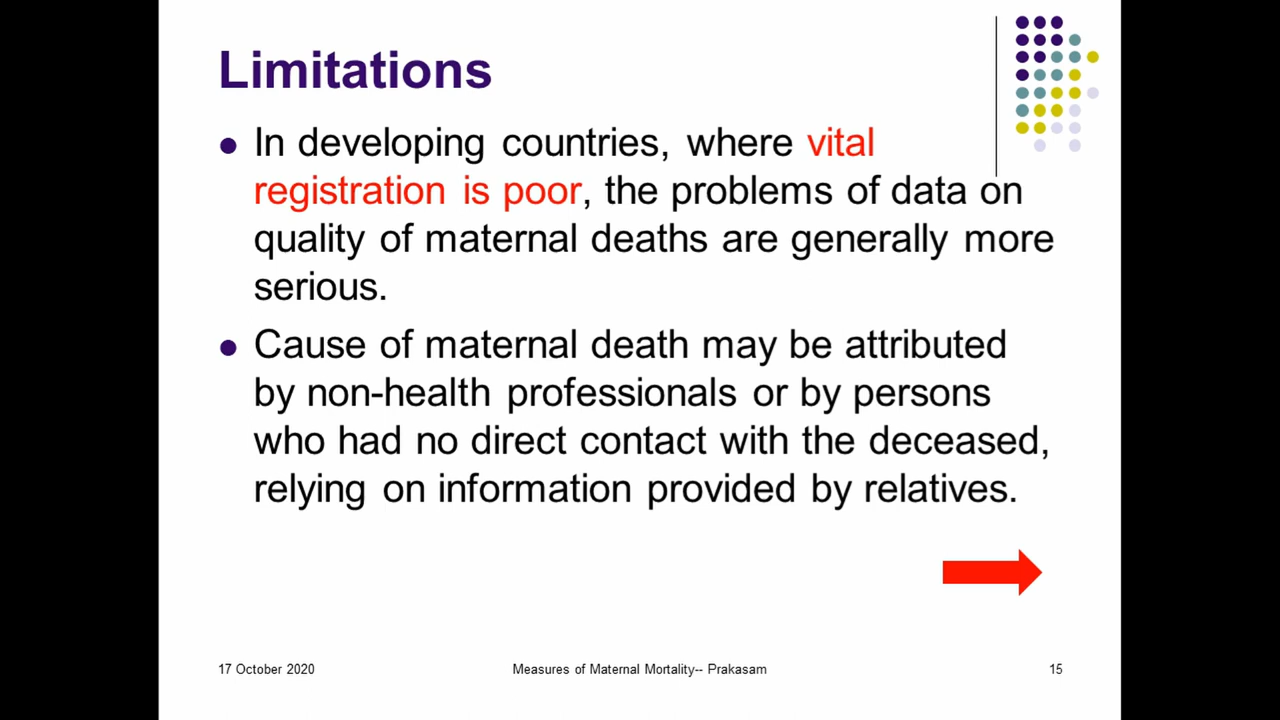 Limitations
In developing countries, where vital
registration is poor, the problems of data on
quality of maternal deaths are generally more
serious.
Cause of maternal death may be attributed
by non-health professionals or by persons
who had no direct contact with the deceased,
relying on information provided by relatives.
17 October 2020
Measures of Maternal Mortality-- Prakasam
15